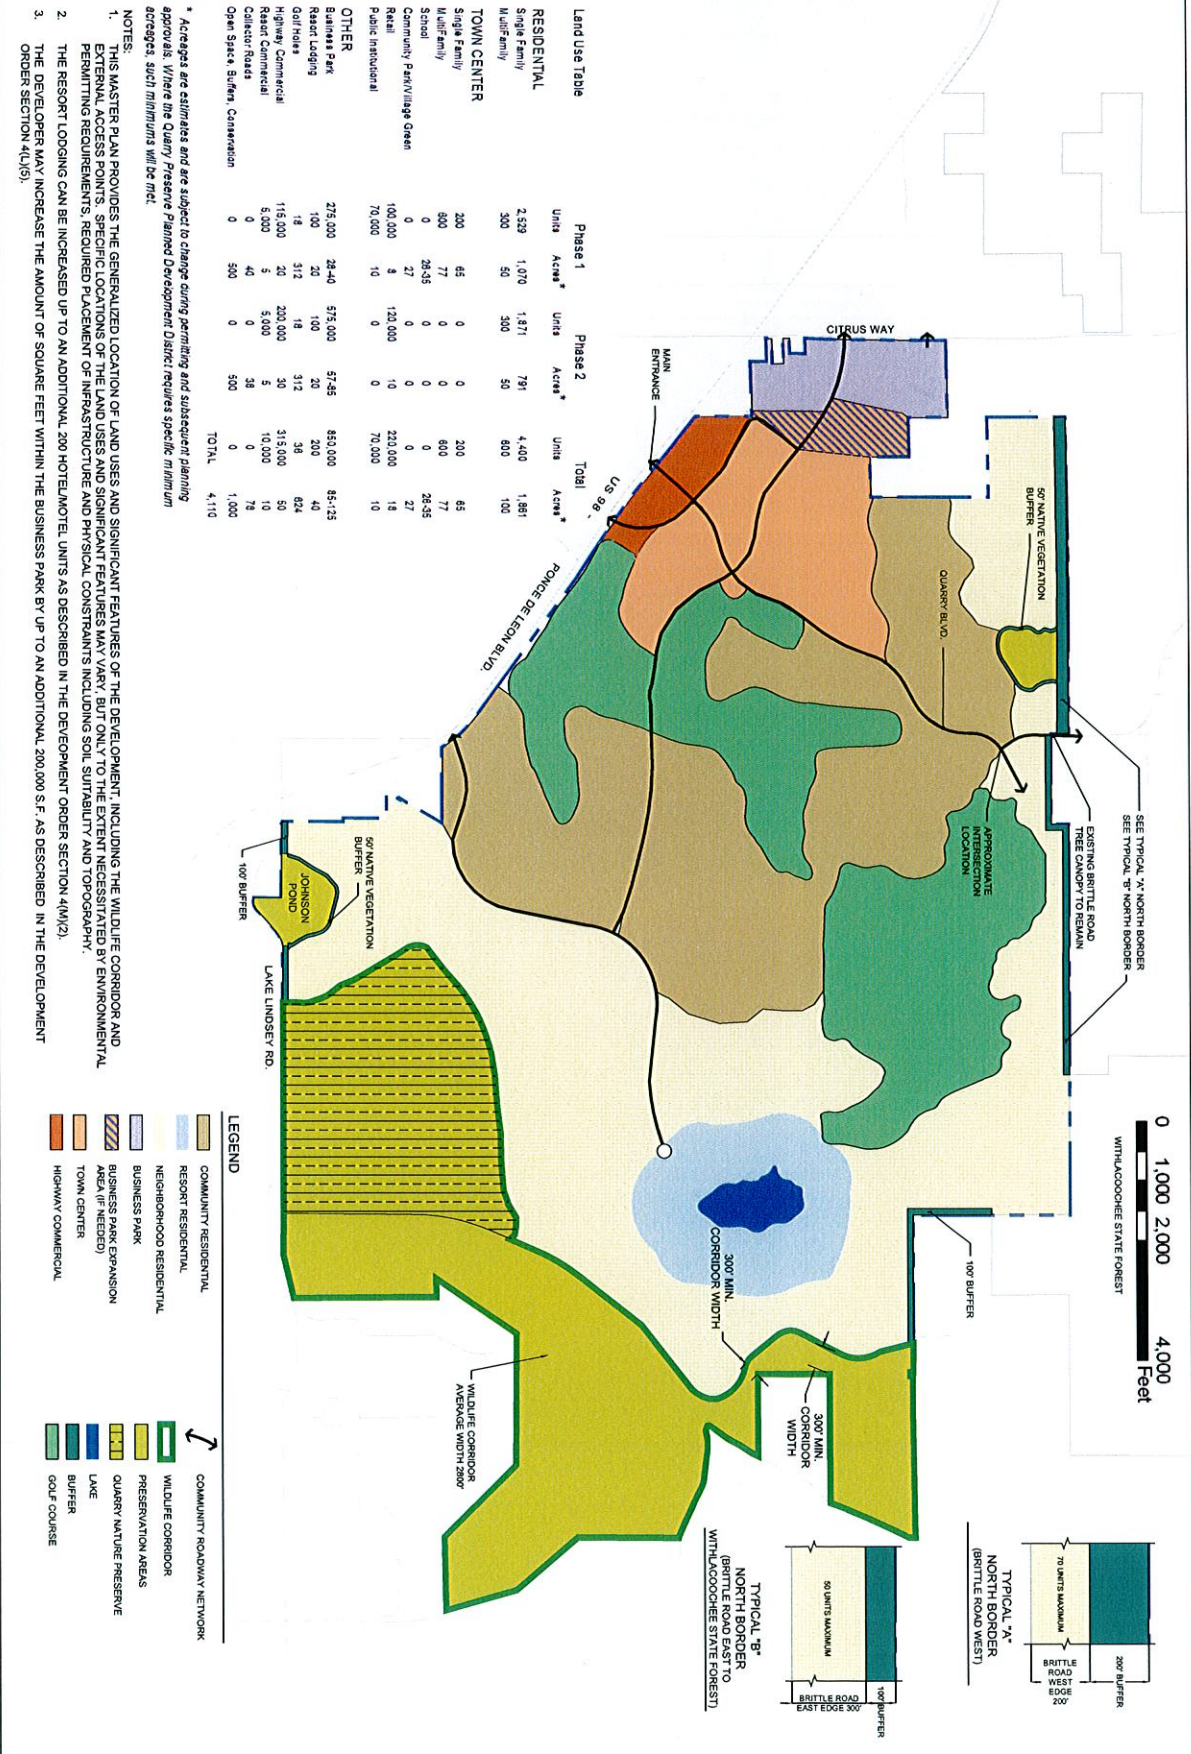 Land Use Table
Phase 1 Phase 2 Total
Units Acres* Units Acres* Units Acres*
RESIDENTIAL
Single Family 2,529 1,070 1,871 791 4,400 1,861
MultiFamily 300 50 300 50 600 100
TOWN CENTER
Single Family 200 65 0 0 200 65
MultiFamily 600 77 0 0 600 77
School 0 26-35 0 0 0 26-35
Community Park/Village Green 0 27 0 0 0 27
Retail 100,000 8 120,000 10 220,000 18
Public Institutional 70,000 10 0 0 70,000 10
OTHER
Business Park 275,000 28-40 575,000 57-85 850,000 85-125
Resort Lodging 100 20 100 20 200 40
Golf Holes 18 312 18 312 36 624
Highway Commercial 115,000 20 200,000 30 315,000 50
Resort Commercial 5,000 5 5,000 5 10,000 10
Collector Roads 0 40 0 38 0 78
Open Space, Buffers, Conservation 0 500 0 500 0 1,000
TOTAL 4,110
* Acreages are estimates and are subject to change during permitting and subsequent planning
approvals. Where the Quarry Preserve Planned Development District requires specific minimum
acreages, such minimums will be met.
NOTES:
1. THIS MASTER PLAN PROVIDES THE GENERALIZED LOCATION OF LAND USES AND SIGNIFICANT FEATURES OF THE DEVELOPMENT, INCLUDING THE WILDLIFE CORRIDOR AND
EXTERNAL ACCESS POINTS. SPECIFIC LOCATIONS OF THE LAND USES AND SIGNIFICANT FEATURES MAY VARY, BUT ONLY TO THE EXTENT NECESSITATED BY ENVIRONMENTAL
PERMITTING REQUIREMENTS, REQUIRED PLACEMENT OF INFRASTRUCTURE AND PHYSICAL CONSTRAINTS INCLUDING SOIL SUITABILITY AND TOPOGRAPHY.
2. THE RESORT LODGING CAN BE INCREASED UP TO AN ADDITIONAL 200 HOTEL/MOTEL UNITS AS DESCRIBED IN THE DEVEOPMENT ORDER SECTION 4(M)(2).
3. THE DEVELOPER MAY INCREASE THE AMOUNT OF SQUARE FEET WITHIN THE BUSINESS PARK BY UP TO AN ADDITIONAL 200,000 S.F. AS DESCRIBED IN THE DEVELOPMENT
ORDER SECTION 4(L)(5).
CITRUS WAY
MAIN
ENTRANCE
US 98 -
PONCE DE LEON BLVD.
QUARRY BLVD.
50' NATIVE VEGETATION
BUFFER
SEE TYPICAL "A" NORTH BORDER
SEE TYPICAL "B" NORTH BORDER
EXISTING BRITTLE ROAD
TREE CANOPY TO REMAIN
APPROXIMATE
INTERSECTION
LOCATION
50' NATIVE VEGETATION
BUFFER
JOHNSON
POND
100' BUFFER
LAKE LINDSEY RD.
0 1,000 2,000 4,000
Feet
WITHLACOOCHEE STATE FOREST
100' BUFFER
300' MIN.
CORRIDOR WIDTH
300' MIN.
CORRIDOR
WIDTH
WILDLIFE CORRIDOR
AVERAGE WIDTH 2800'
LEGEND
COMMUNITY RESIDENTIAL
RESORT RESIDENTIAL
NEIGHBORHOOD RESIDENTIAL
BUSINESS PARK
BUSINESS PARK EXPANSION
AREA (IF NEEDED)
TOWN CENTER
HIGHWAY COMMERCIAL
COMMUNITY ROADWAY NETWORK
WILDLIFE CORRIDOR
PRESERVATION AREAS
QUARRY NATURE PRESERVE
LAKE
BUFFER
GOLF COURSE
200' BUFFER
70 UNITS MAXIMUM
BRITTLE
ROAD
WEST
EDGE
200'
TYPICAL "A"
NORTH BORDER
(BRITTLE ROAD WEST)
100' BUFFER
50 UNITS MAXIMUM
BRITTLE ROAD
EAST EDGE 300'
TYPICAL "B"
NORTH BORDER
(BRITTLE ROAD EAST TO
WITHLACOOCHEE STATE FOREST)